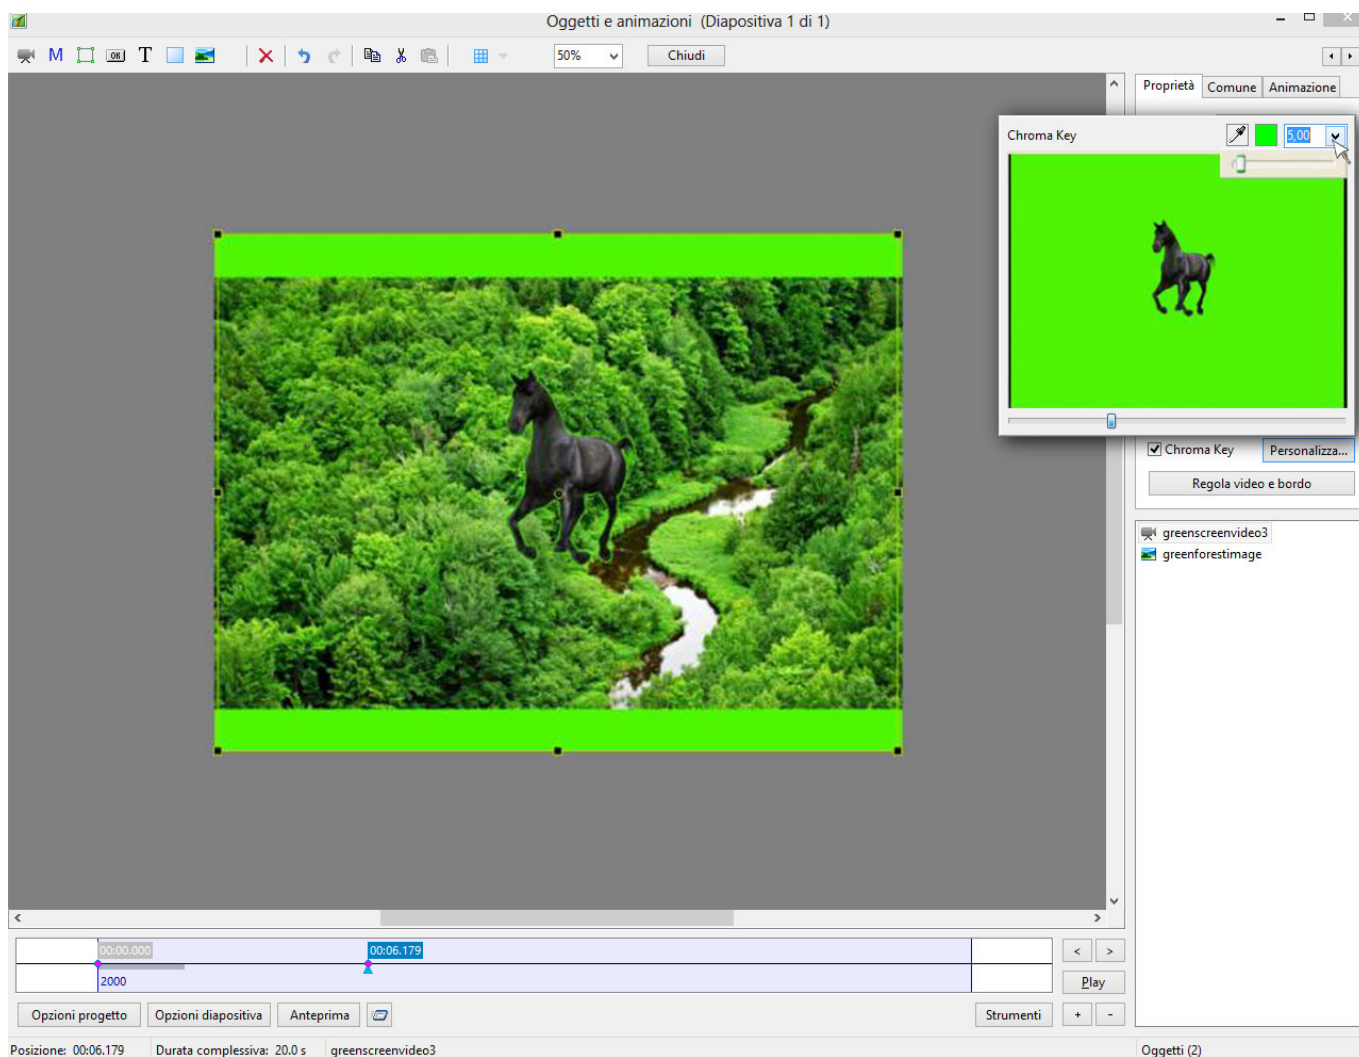 Oggetti e animazioni (Diapositiva 1 di 1)
M OK T 50% Chiudi
Proprietà Comune Animazione
Chroma Key 5,00
Chroma Key Personalizza...
Regola video e bordo
greenscreenvideo3
greenforestimage
00:00.000 00:06.179
2000
Play
Opzioni progetto Opzioni diapositiva Anteprima Strumenti + -
Posizione: 00:06.179 Durata complessiva: 20.0 s greenscreenvideo3 Oggetti (2)